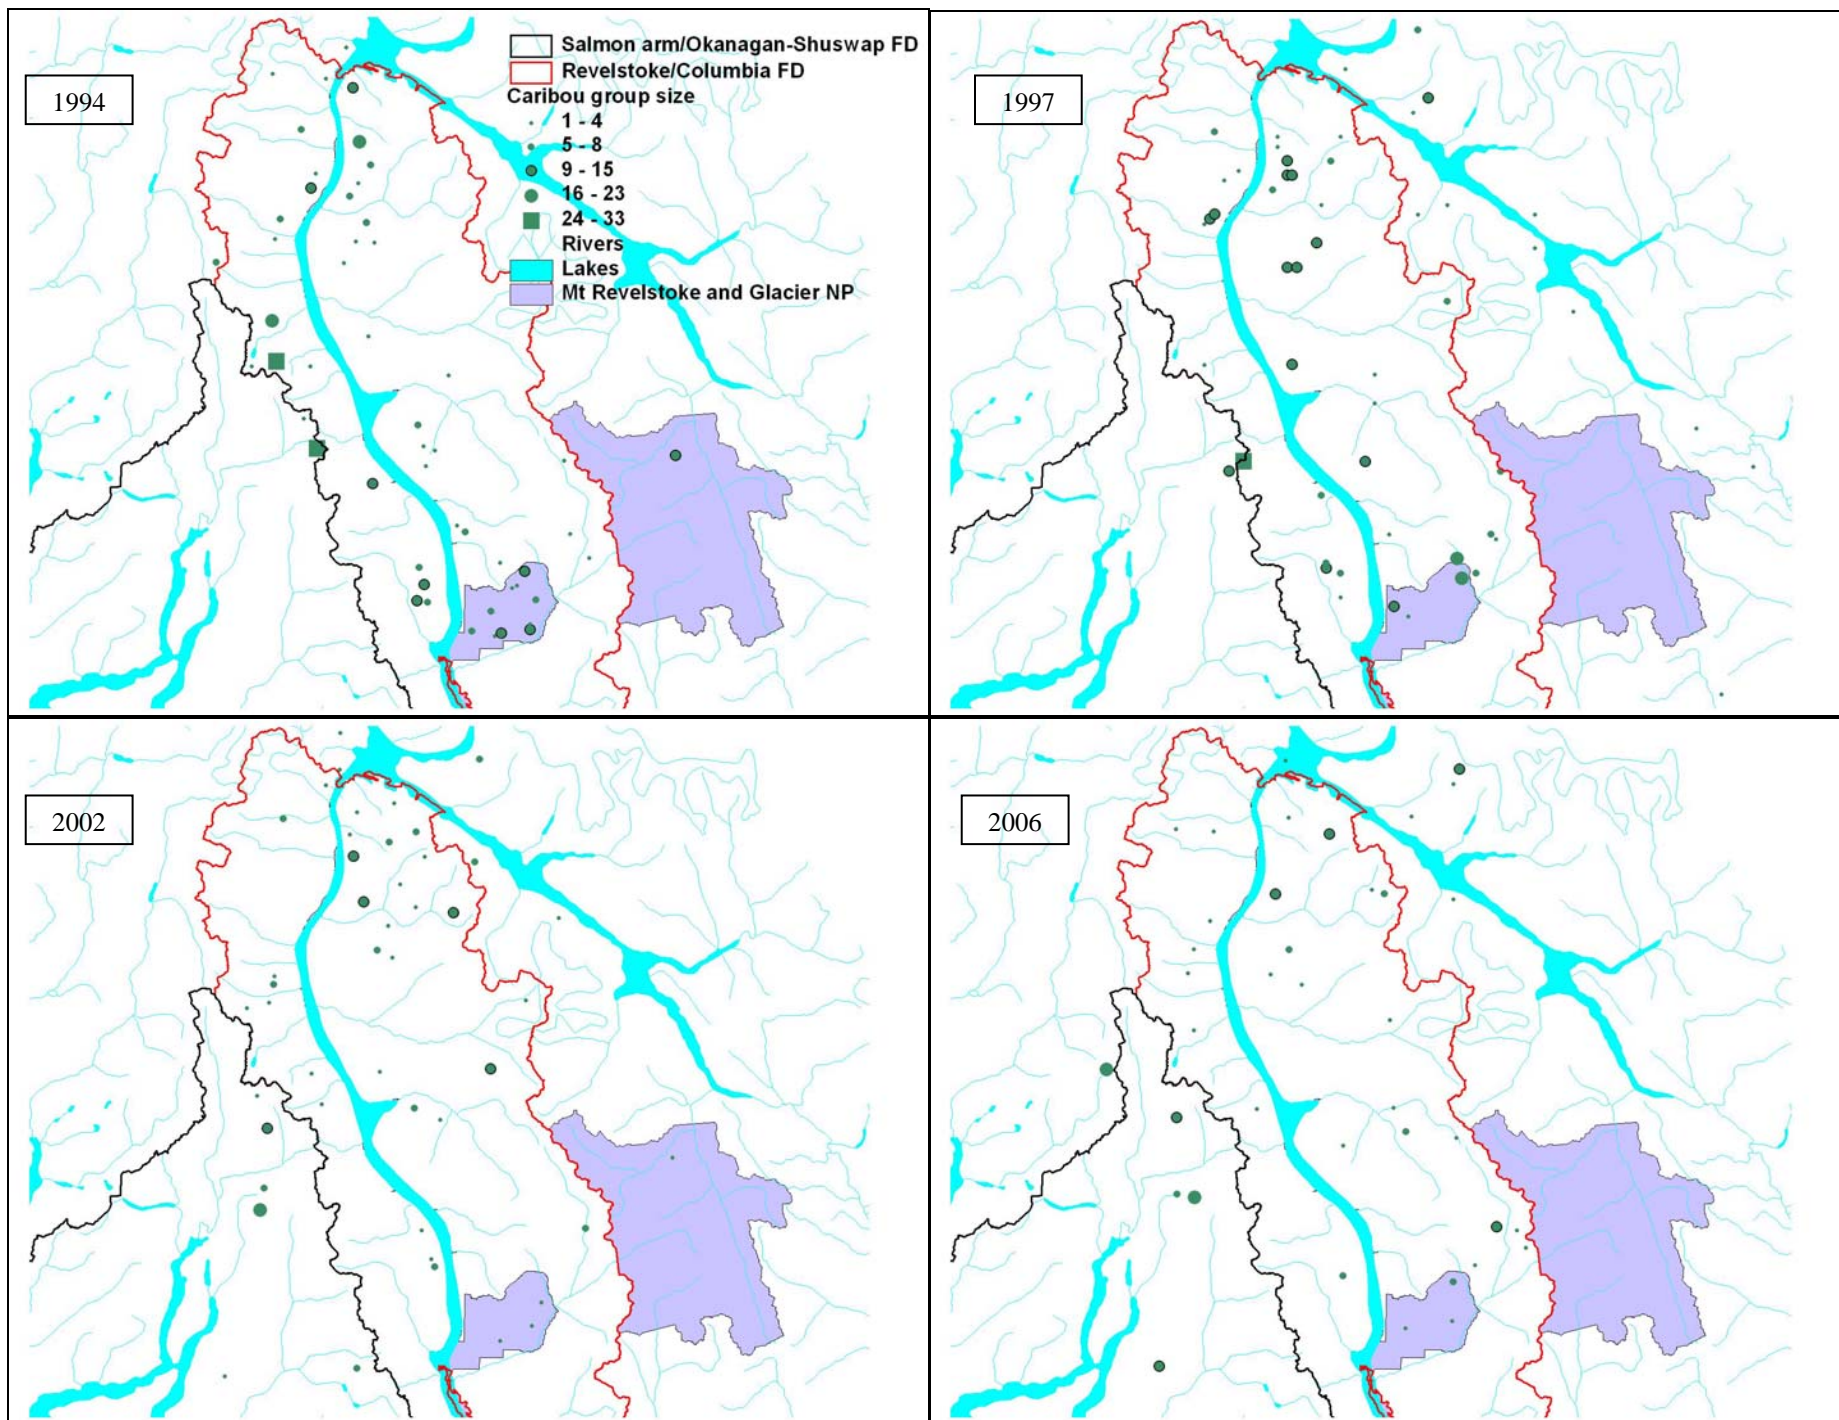 1994
Salmon arm/Okanagan-Shuswap FD
Revelstoke/Columbia FD
Caribou group size
1 - 4
5 - 8
9 - 15
16 - 23
24 - 33
Rivers
Lakes
Mt Revelstoke and Glacier NP
1997
2002
2006